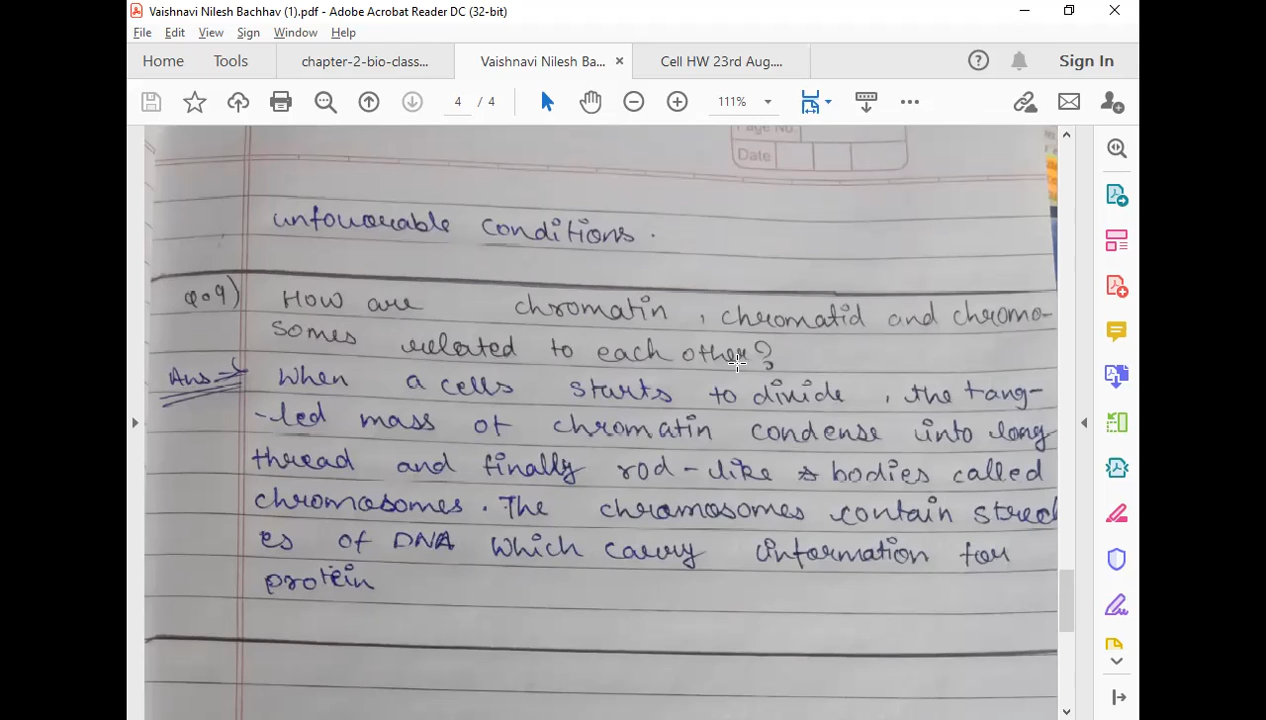 Vaishnavi Nilesh Bachhav (1).pdf - Adobe Acrobat Reader DC (32-bit)
File Edit View Sign Window Help
Home Tools chapter-2-bio-class... Vaishnavi Nilesh Ba... Cell HW 23rd Aug.... Sign In
4 / 4 111%
Page No.
Date
unfavourable conditions.
Q.9) How are chromatin, chromatid and chromo-
somes related to each other?
Ans→ When a cells starts to divide, the tang-
-led mass of chromatin condense into long
thread and finally rod-like bodies called
chromosomes. The chromosomes contain
es of DNA which carry information for
protein